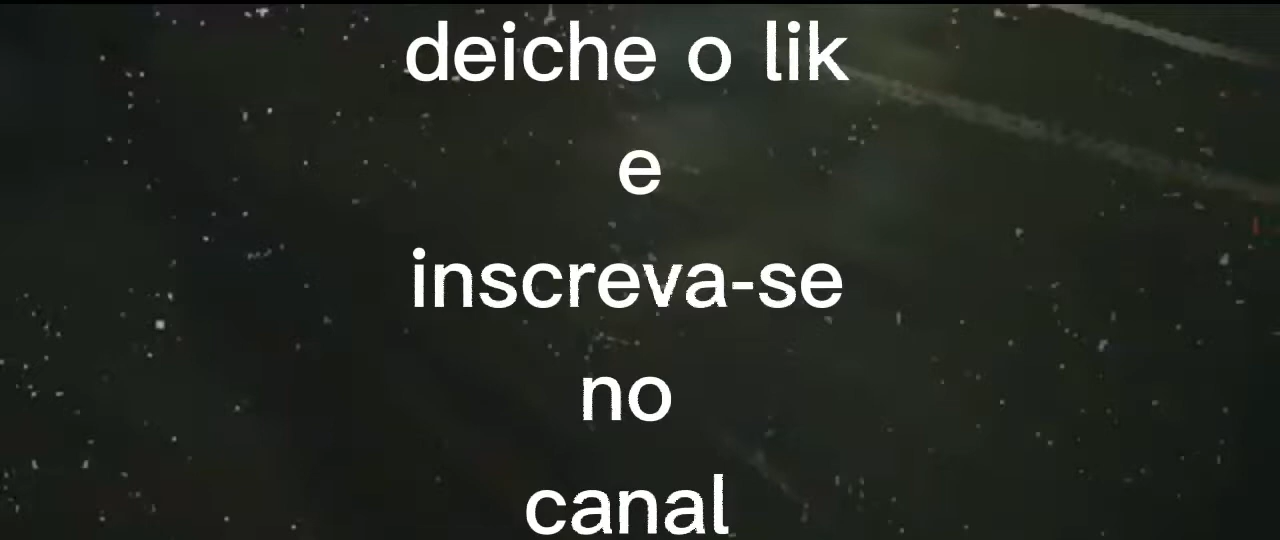 deiche o lik
e
inscreva-se
no
canal